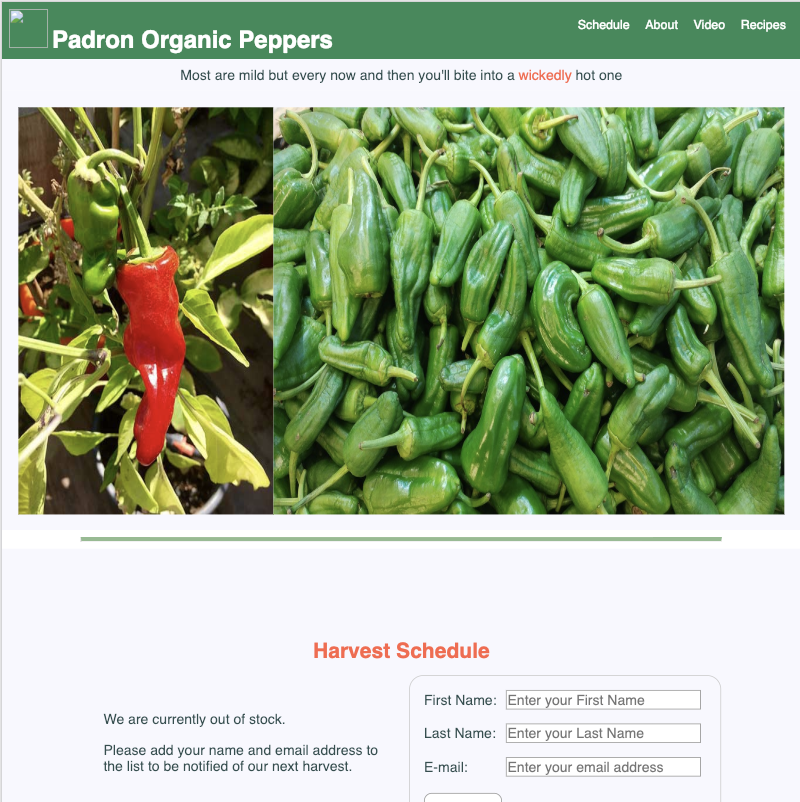 Padron Organic Peppers
Schedule About Video Recipes
Most are mild but every now and then you'll bite into a wickedly hot one
Harvest Schedule
We are currently out of stock.
Please add your name and email address to
the list to be notified of our next harvest.
First Name: Enter your First Name
Last Name: Enter your Last Name
E-mail: Enter your email address